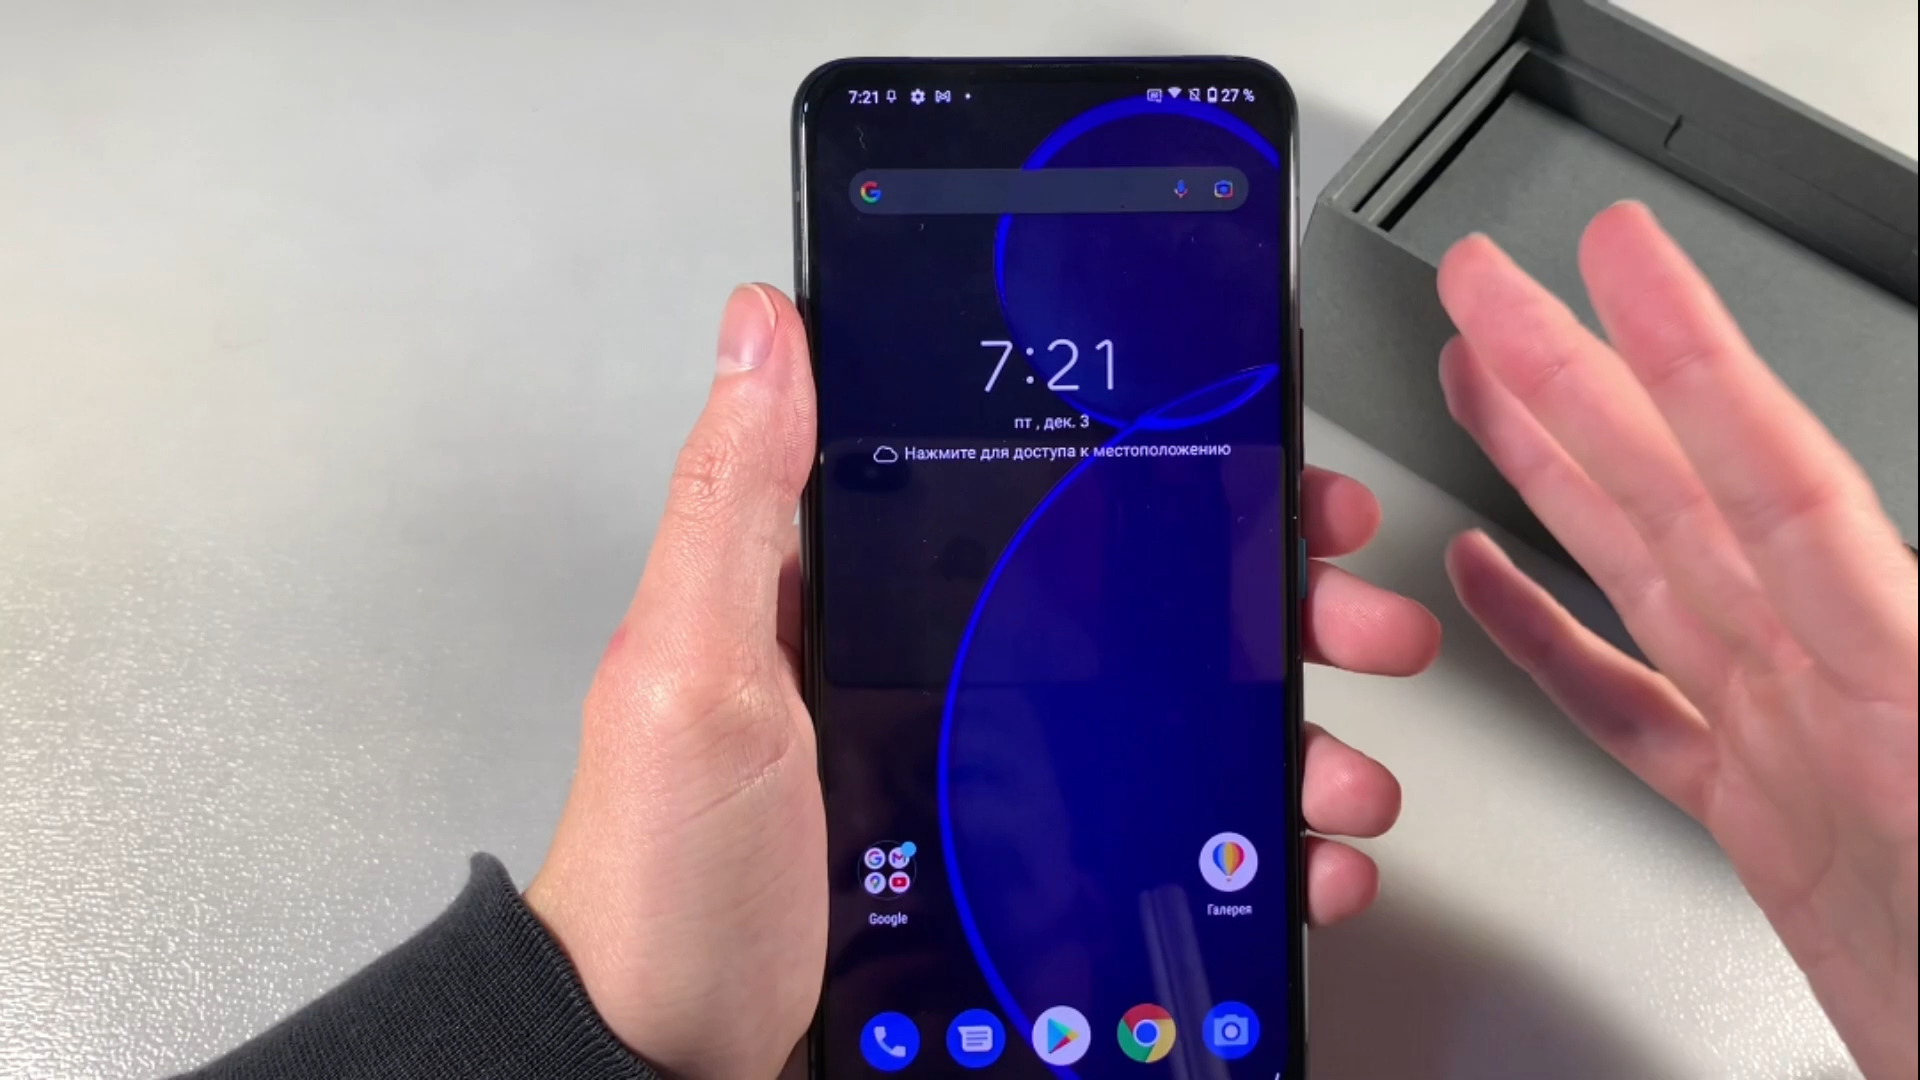 7:21
27 %
7:21
пт , дек. 3
Нажмите для доступа к местоположению
Google
Галерея